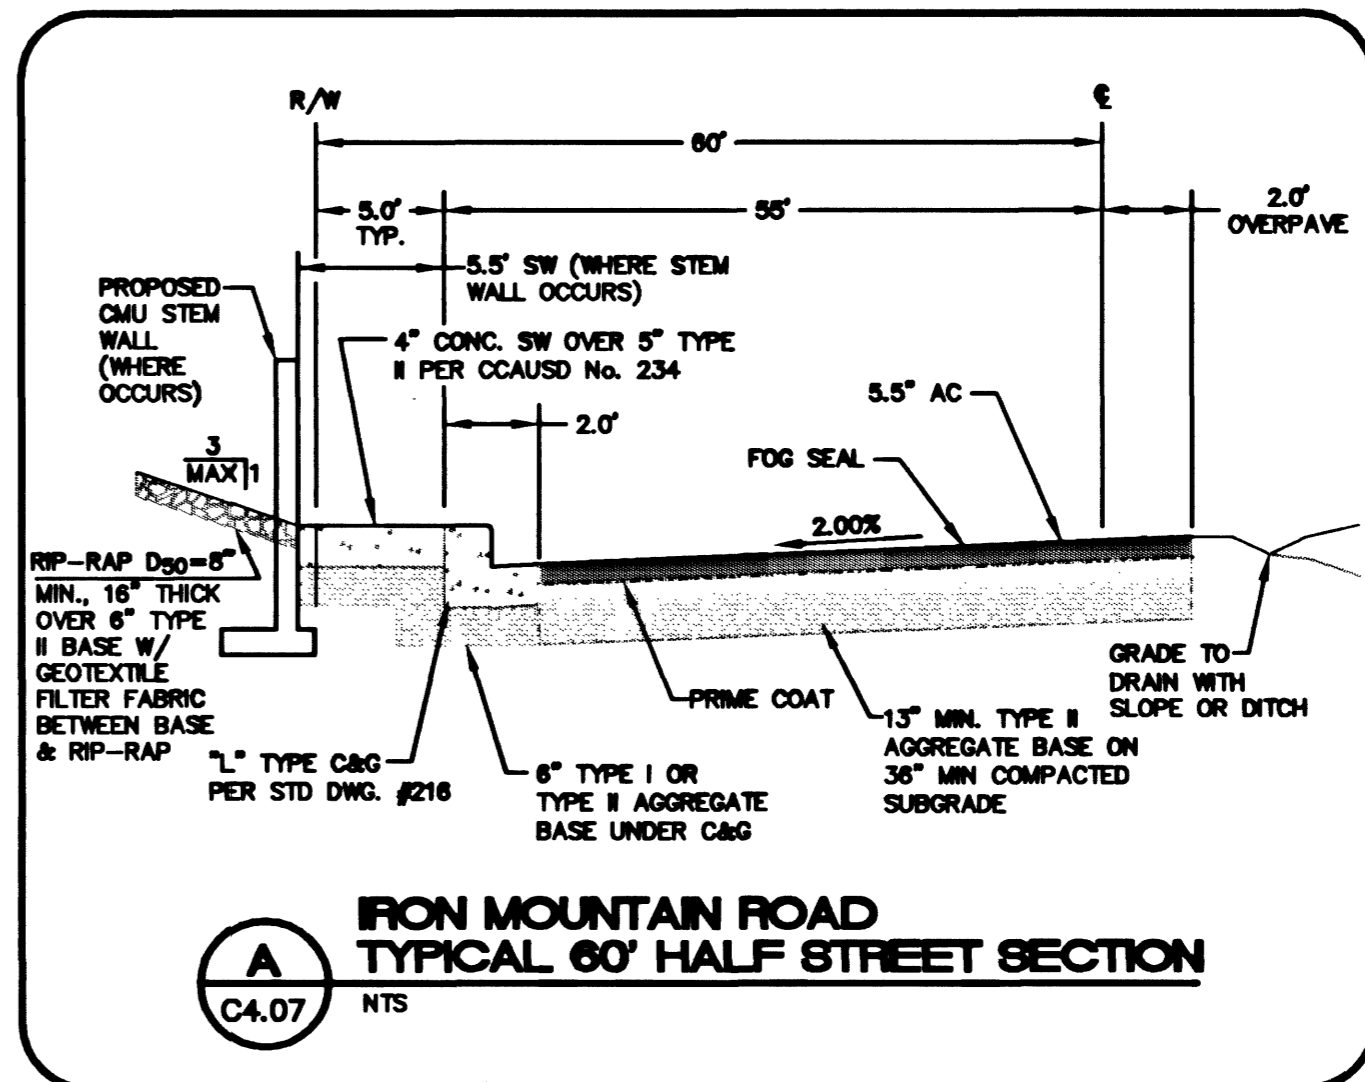 R/W
℄
60'
5.0'
TYP.
55'
2.0'
OVERPAVE
5.5' SW (WHERE STEM
WALL OCCURS)
PROPOSED
CMU STEM
WALL
(WHERE
OCCURS)
4" CONC. SW OVER 5" TYPE
II PER CCAUSD No. 234
5.5" AC
2.0'
FOG SEAL
3
MAX 1
2.00%
RIP-RAP D50=8"
MIN., 16" THICK
OVER 6" TYPE
II BASE W/
GEOTEXTILE
FILTER FABRIC
BETWEEN BASE
& RIP-RAP
GRADE TO
DRAIN WITH
SLOPE OR DITCH
PRIME COAT
13" MIN. TYPE II
AGGREGATE BASE ON
36" MIN COMPACTED
SUBGRADE
"L" TYPE C&G
PER STD DWG. #216
6" TYPE I OR
TYPE II AGGREGATE
BASE UNDER C&G
IRON MOUNTAIN ROAD
TYPICAL 60' HALF STREET SECTION
A
C4.07
NTS